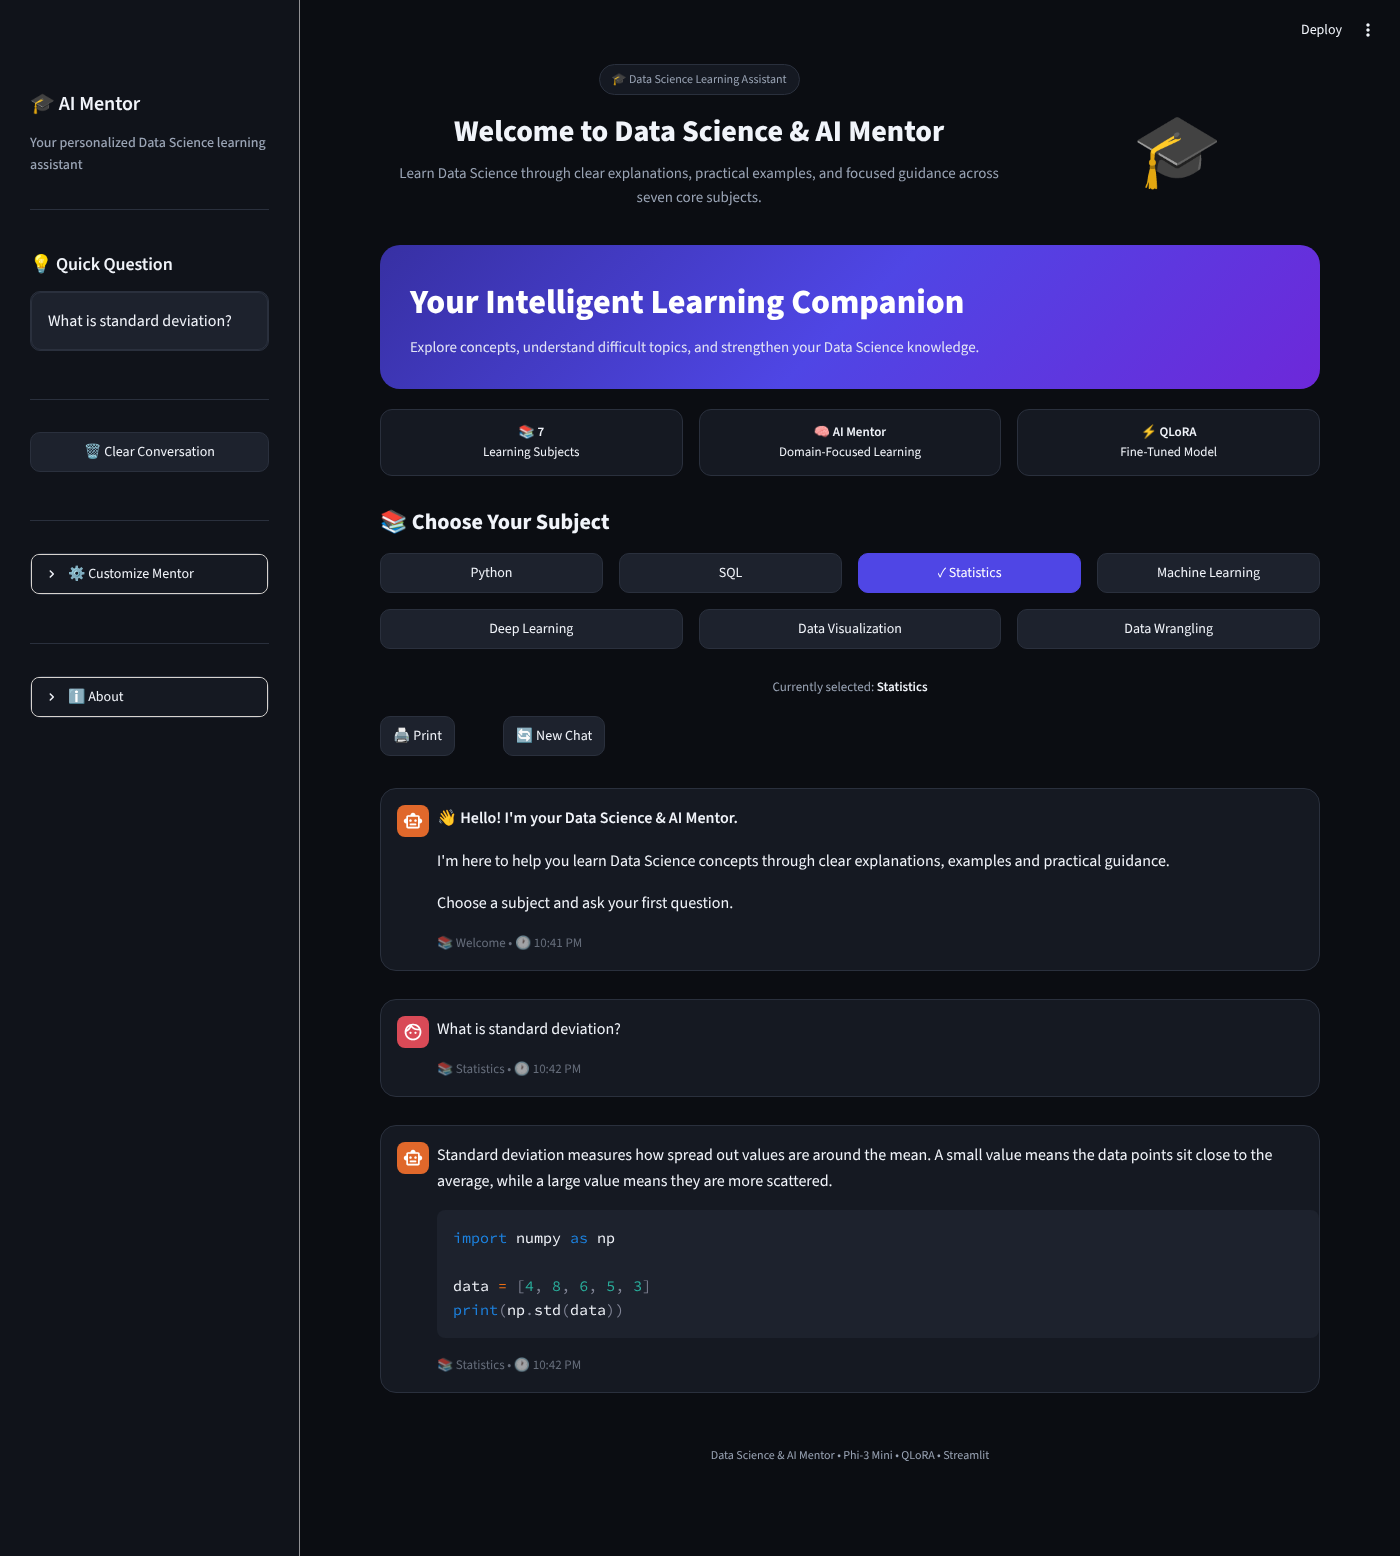 Deploy
🎓 AI Mentor
Your personalized Data Science learning
assistant
💡 Quick Question
What is standard deviation?
🗑️ Clear Conversation
⚙️ Customize Mentor
ℹ️ About
🎓 Data Science Learning Assistant
Welcome to Data Science & AI Mentor
Learn Data Science through clear explanations, practical examples, and focused guidance across
seven core subjects.
Your Intelligent Learning Companion
Explore concepts, understand difficult topics, and strengthen your Data Science knowledge.
📚 7
Learning Subjects
🧠 AI Mentor
Domain-Focused Learning
⚡ QLoRA
Fine-Tuned Model
📚 Choose Your Subject
Python
SQL
✓ Statistics
Machine Learning
Deep Learning
Data Visualization
Data Wrangling
Currently selected: Statistics
🖨️ Print
🔄 New Chat
👋 Hello! I'm your Data Science & AI Mentor.
I'm here to help you learn Data Science concepts through clear explanations, examples and practical guidance.
Choose a subject and ask your first question.
📚 Welcome • 🕐 10:41 PM
What is standard deviation?
📚 Statistics • 🕐 10:42 PM
Standard deviation measures how spread out values are around the mean. A small value means the data points sit close to the
average, while a large value means they are more scattered.
import numpy as np
data = [4, 8, 6, 5, 3]
print(np.std(data))
📚 Statistics • 🕐 10:42 PM
Data Science & AI Mentor • Phi-3 Mini • QLoRA • Streamlit